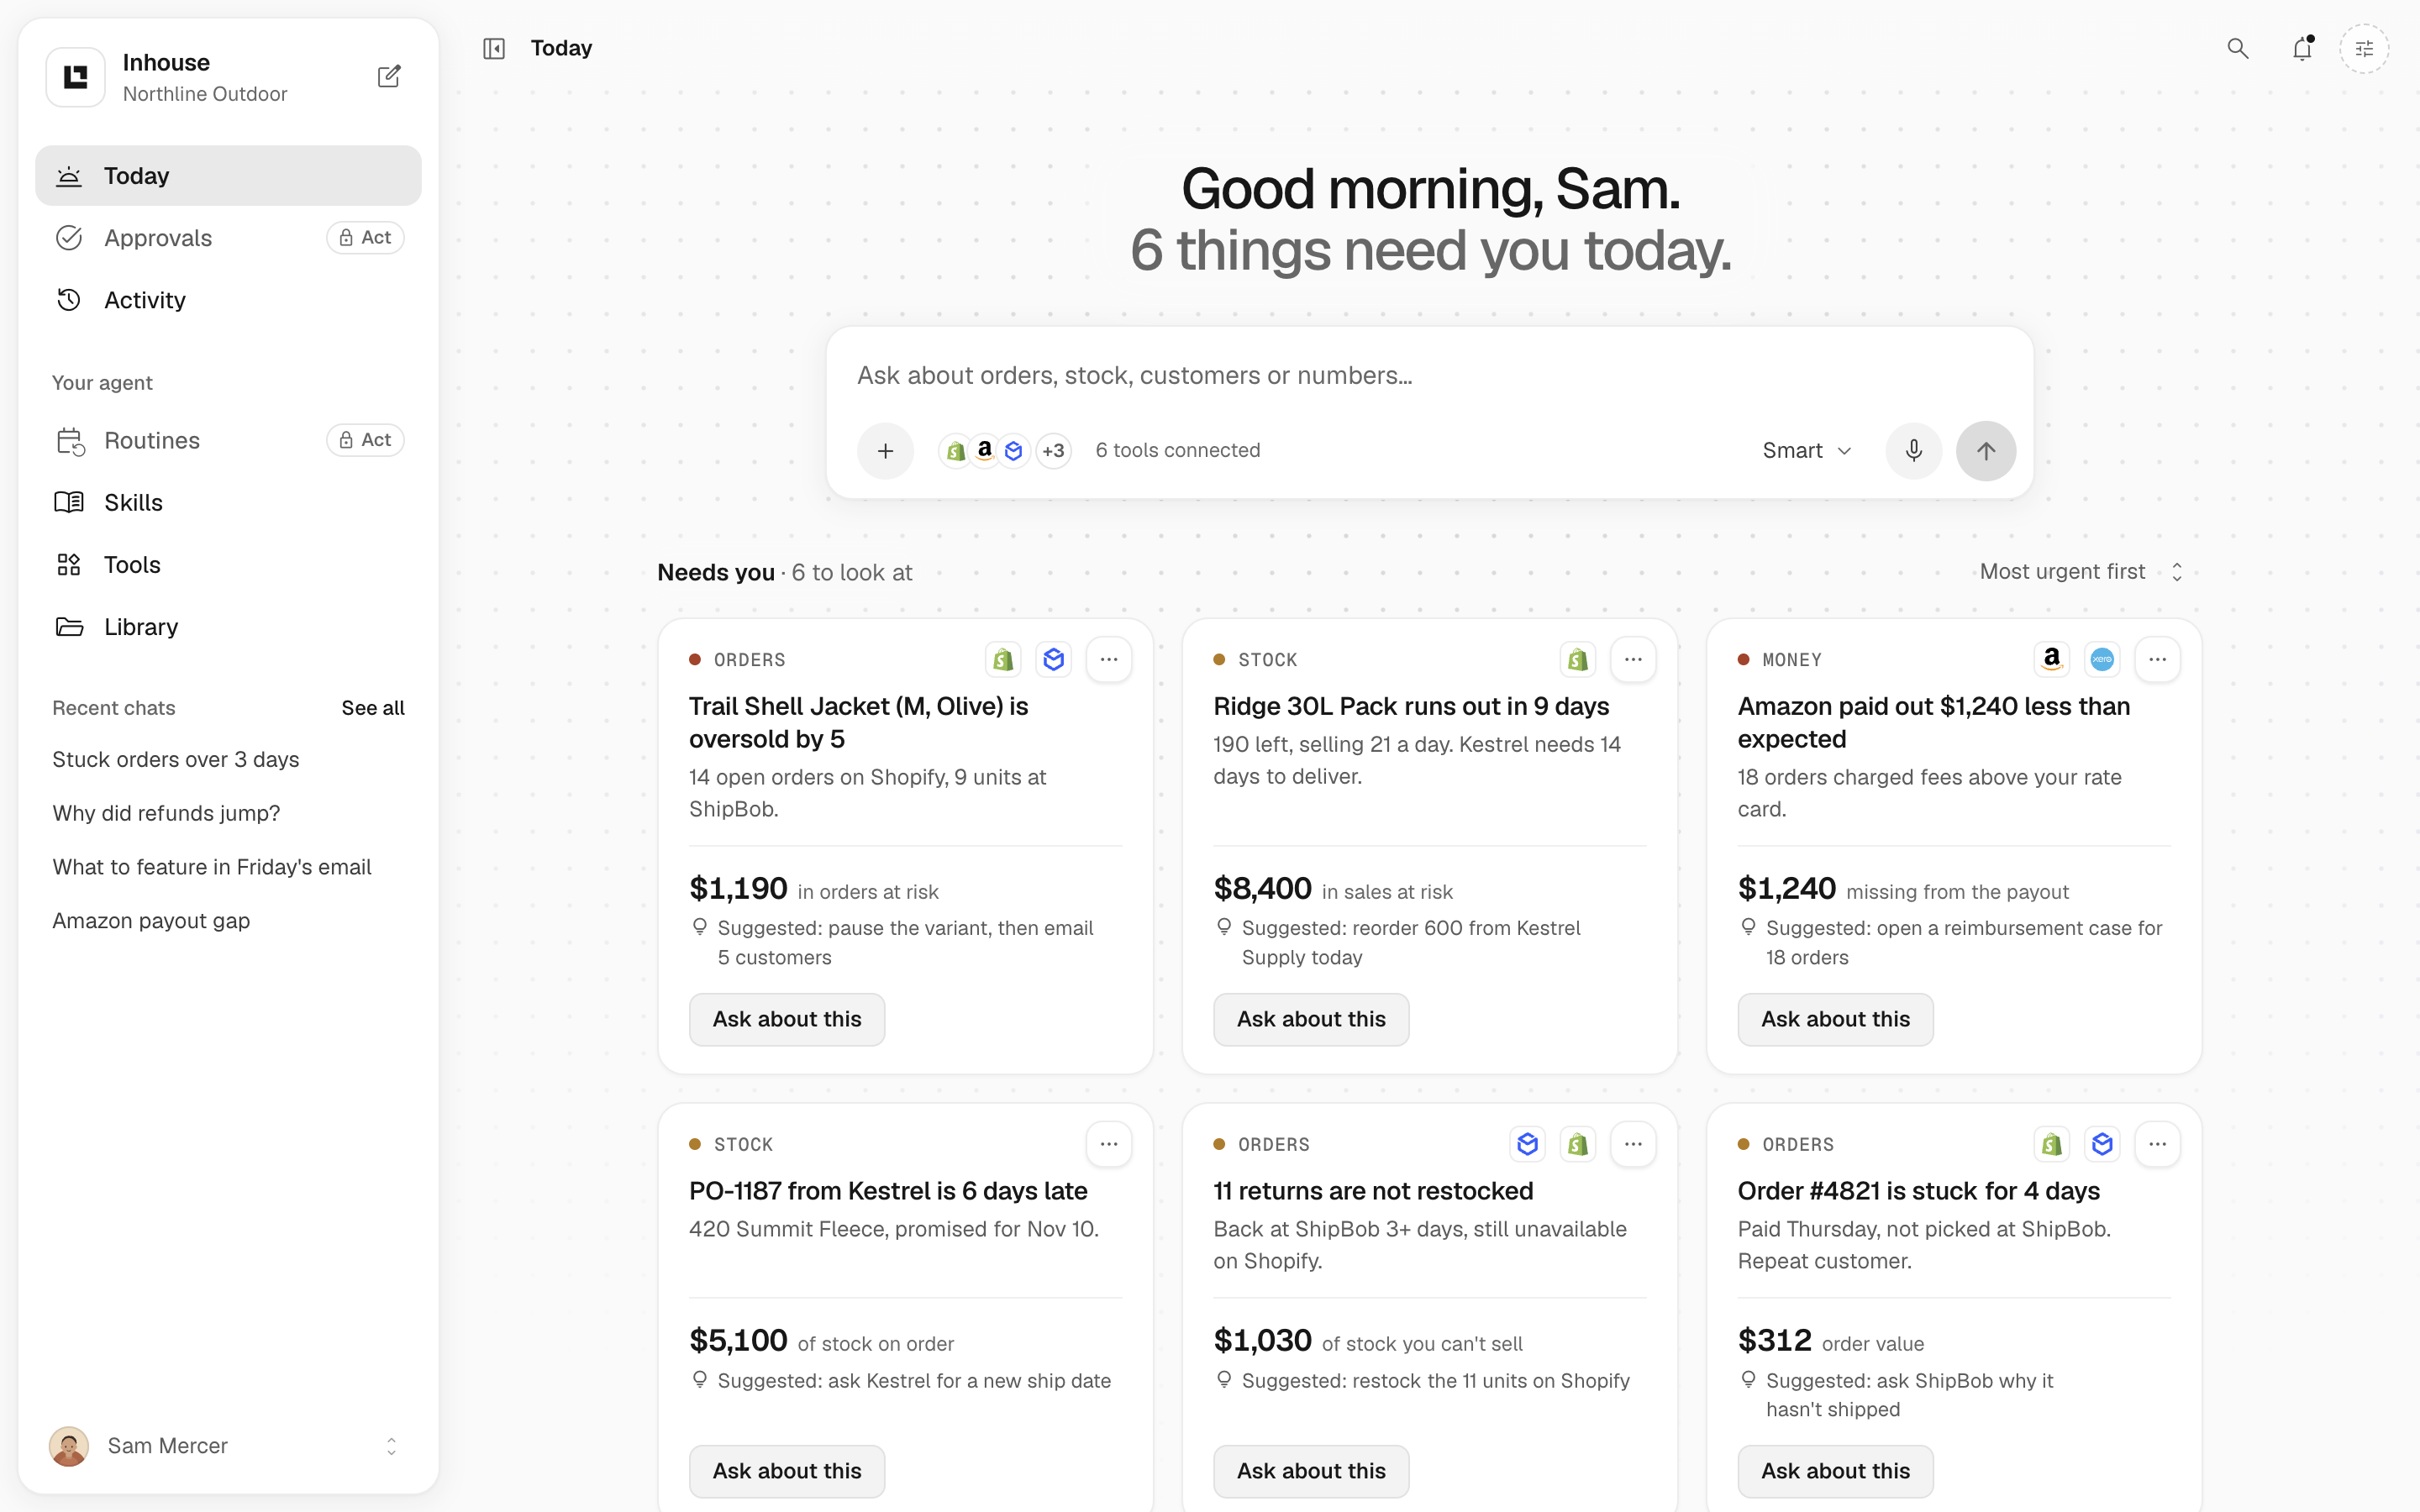 Inhouse
Northline Outdoor
Today
Approvals
Act
Activity
Your agent
Routines
Act
Skills
Tools
Library
Recent chats
See all
Stuck orders over 3 days
Why did refunds jump?
What to feature in Friday's email
Amazon payout gap
Sam Mercer
Today
Good morning, Sam.
6 things need you today.
Ask about orders, stock, customers or numbers...
+3
6 tools connected
Smart
Needs you · 6 to look at
Most urgent first
ORDERS
Trail Shell Jacket (M, Olive) is
oversold by 5
14 open orders on Shopify, 9 units at
ShipBob.
$1,190 in orders at risk
Suggested: pause the variant, then email
5 customers
Ask about this
STOCK
Ridge 30L Pack runs out in 9 days
190 left, selling 21 a day. Kestrel needs 14
days to deliver.
$8,400 in sales at risk
Suggested: reorder 600 from Kestrel
Supply today
Ask about this
MONEY
xero
Amazon paid out $1,240 less than
expected
18 orders charged fees above your rate
card.
$1,240 missing from the payout
Suggested: open a reimbursement case for
18 orders
Ask about this
STOCK
PO-1187 from Kestrel is 6 days late
420 Summit Fleece, promised for Nov 10.
$5,100 of stock on order
Suggested: ask Kestrel for a new ship date
Ask about this
ORDERS
11 returns are not restocked
Back at ShipBob 3+ days, still unavailable
on Shopify.
$1,030 of stock you can't sell
Suggested: restock the 11 units on Shopify
Ask about this
ORDERS
Order #4821 is stuck for 4 days
Paid Thursday, not picked at ShipBob.
Repeat customer.
$312 order value
Suggested: ask ShipBob why it
hasn't shipped
Ask about this